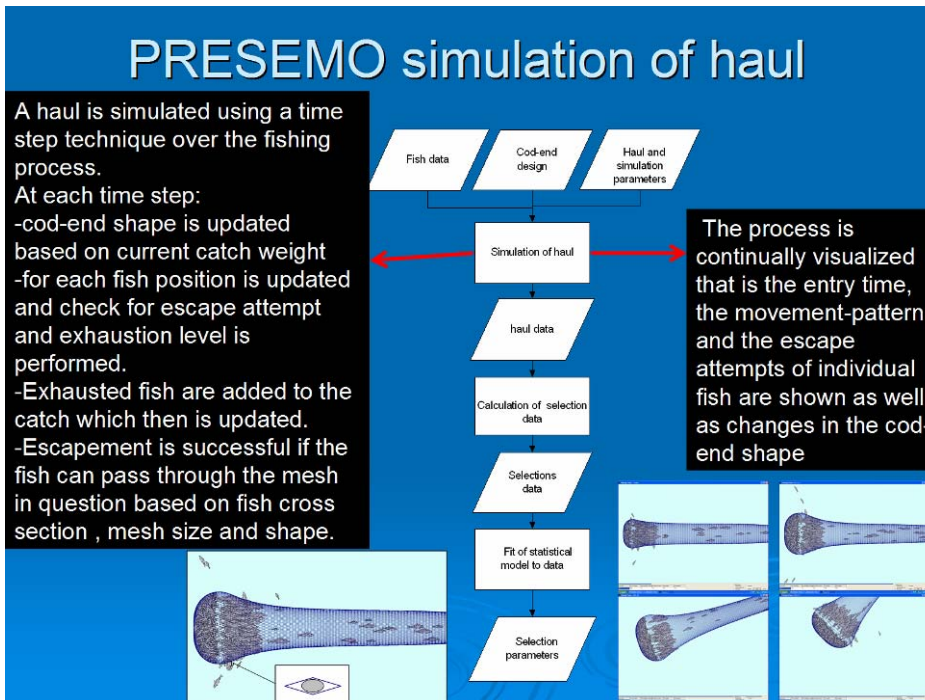 PRESEMO simulation of haul
A haul is simulated using a time
step technique over the fishing
process.
At each time step:
-cod-end shape is updated
based on current catch weight
-for each fish position is updated
and check for escape attempt
and exhaustion level is
performed.
-Exhausted fish are added to the
catch which then is updated.
-Escapement is successful if the
fish can pass through the mesh
in question based on fish cross
section , mesh size and shape.
Fish data
Cod-end
design
Haul and
simulation
parameters
Simulation of haul
haul data
Calculation of selection
data
Selections
data
Fit of statistical
model to data
Selection
parameters
The process is
continually visualized
that is the entry time,
the movement-pattern
and the escape
attempts of individual
fish are shown as well
as changes in the cod-
end shape